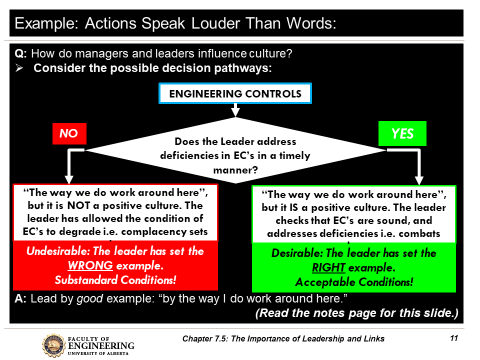 Example: Actions Speak Louder Than Words:
Q: How do managers and leaders influence culture?
➤ Consider the possible decision pathways:
ENGINEERING CONTROLS
NO
YES
Does the Leader address
deficiencies in EC's in a timely
manner?
“The way we do work around here”,
but it is NOT a positive culture. The
leader has allowed the condition of
EC's to degrade i.e. complacency sets
Undesirable: The leader has set the
WRONG example.
Substandard Conditions!
“The way we do work around here”,
but it IS a positive culture. The leader
checks that EC's are sound, and
addresses deficiencies i.e. combats
Desirable: The leader has set the
RIGHT example.
Acceptable Conditions!
A: Lead by good example: “by the way I do work around here.”
(Read the notes page for this slide.)
FACULTY OF
ENGINEERING
UNIVERSITY OF ALBERTA
Chapter 7.5: The Importance of Leadership and Links
11